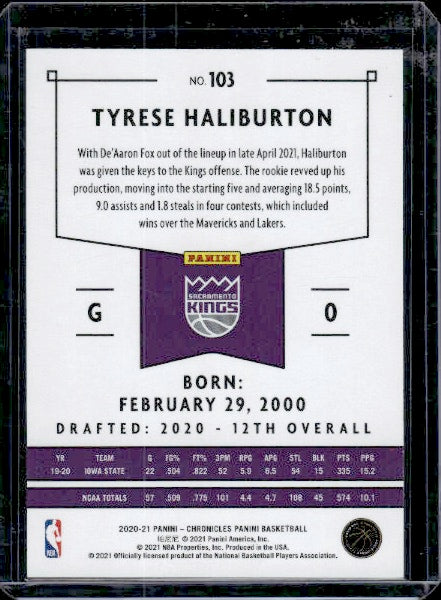 NO. 103
TYRESE HALIBURTON
With De'Aaron Fox out of the lineup in late April 2021, Haliburton
was given the keys to the Kings offense. The rookie revved up his
production, moving into the starting five and averaging 18.5 points,
9.0 assists and 1.8 steals in four contests, which included
wins over the Mavericks and Lakers.
PANINI
SACRAMENTO
KINGS
G
0
BORN:
FEBRUARY 29, 2000
DRAFTED: 2020 - 12TH OVERALL
YR TEAM G FG% FT% 3PM RPG APG STL BLK PTS PPG
19-20 IOWA STATE 22 .504 .822 52 5.9 6.5 54 15 335 15.2
NCAA TOTALS 57 .509 .775 101 4.4 4.7 108 45 574 10.1
2020-21 PANINI – CHRONICLES PANINI BASKETBALL
© 2021 Panini America, Inc.
© 2021 NBA Properties, Inc. Produced in the USA.
© 2021 Officially licensed product of the National Basketball Players Association.
NBA